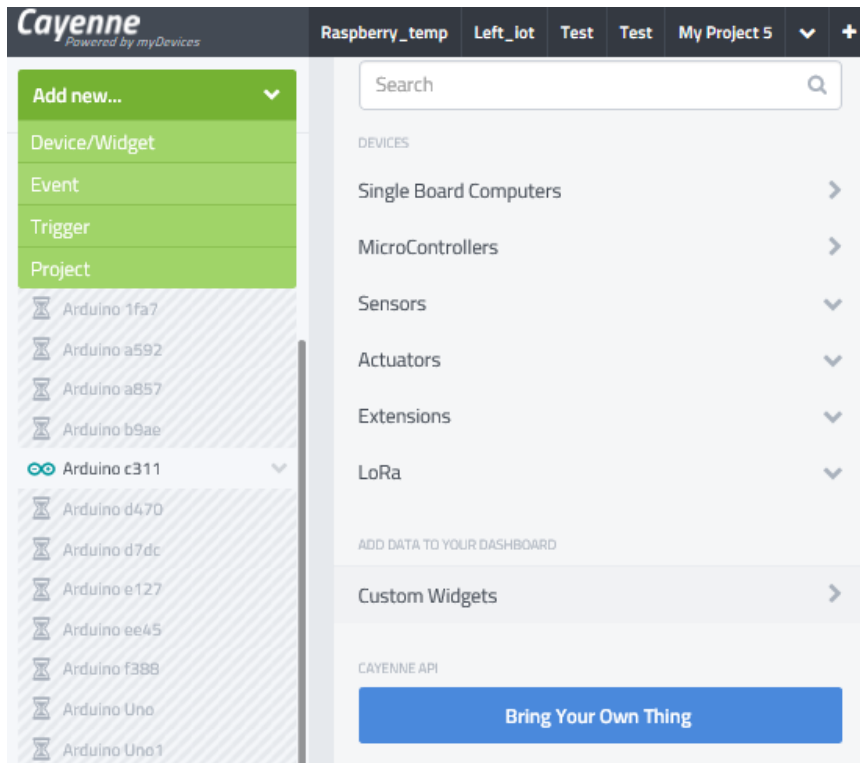 Cayenne
Powered by myDevices
Raspberry_temp Left_iot Test Test My Project 5
Add new...
Device/Widget
Event
Trigger
Project
Arduino 1fa7
Arduino a592
Arduino a857
Arduino b9ae
Arduino c311
Arduino d470
Arduino d7dc
Arduino e127
Arduino ee45
Arduino f388
Arduino Uno
Arduino Uno1
Search
DEVICES
Single Board Computers
MicroControllers
Sensors
Actuators
Extensions
LoRa
ADD DATA TO YOUR DASHBOARD
Custom Widgets
CAYENNE API
Bring Your Own Thing